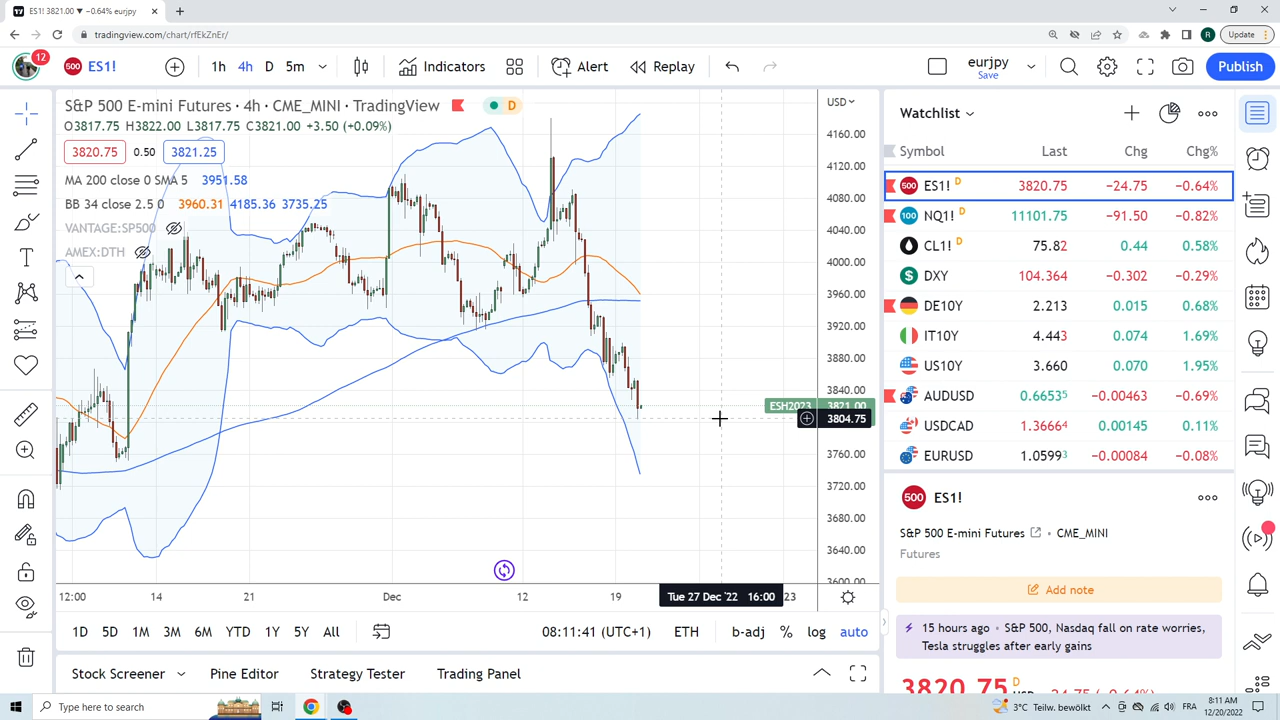 ES1! 3821.00 ▼ −0.64% eurjpy
tradingview.com/chart/rfEkZnEr/
R
Update
12
500 ES1!
1h 4h D 5m
Indicators
Alert
Replay
eurjpy
Save
Publish
S&P 500 E-mini Futures · 4h · CME_MINI · TradingView
D
O3817.75 H3822.00 L3817.75 C3821.00 +3.50 (+0.09%)
3820.75 0.50 3821.25
MA 200 close 0 SMA 5 3951.58
BB 34 close 2.5 0 3960.31 4185.36 3735.25
VANTAGE:SP500
AMEX:DTH
USD
4160.00
4120.00
4080.00
4040.00
4000.00
3960.00
3920.00
3880.00
3840.00
ESH2023 3821.00
3804.75
3760.00
3720.00
3680.00
3640.00
3600.00
12:00 14 21 Dec 12 19 Tue 27 Dec '22 16:00 23
1D 5D 1M 3M 6M YTD 1Y 5Y All
08:11:41 (UTC+1) ETH b-adj % log auto
Stock Screener Pine Editor Strategy Tester Trading Panel
Watchlist
Symbol Last Chg Chg%
500 ES1! D 3820.75 −24.75 −0.64%
100 NQ1! D 11101.75 −91.50 −0.82%
CL1! D 75.82 0.44 0.58%
DXY 104.364 −0.302 −0.29%
DE10Y 2.213 0.015 0.68%
IT10Y 4.443 0.074 1.69%
US10Y 3.660 0.070 1.95%
AUDUSD 0.66535 −0.00463 −0.69%
USDCAD 1.36664 0.00145 0.11%
EURUSD 1.05993 −0.00084 −0.08%
500 ES1!
S&P 500 E-mini Futures • CME_MINI
Futures
Add note
15 hours ago • S&P 500, Nasdaq fall on rate worries,
Tesla struggles after early gains
3820.75 D −24.75 (−0.64%)
Type here to search
3°C Teilw. bewölkt
FRA
8:11 AM
12/20/2022